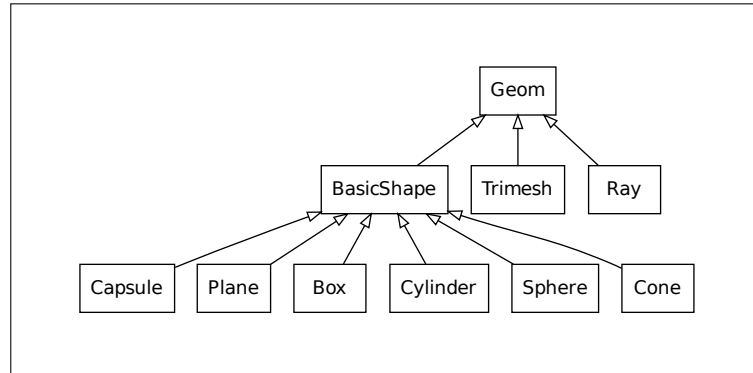 Geom
BasicShape Trimesh Ray
Capsule Plane Box Cylinder Sphere Cone